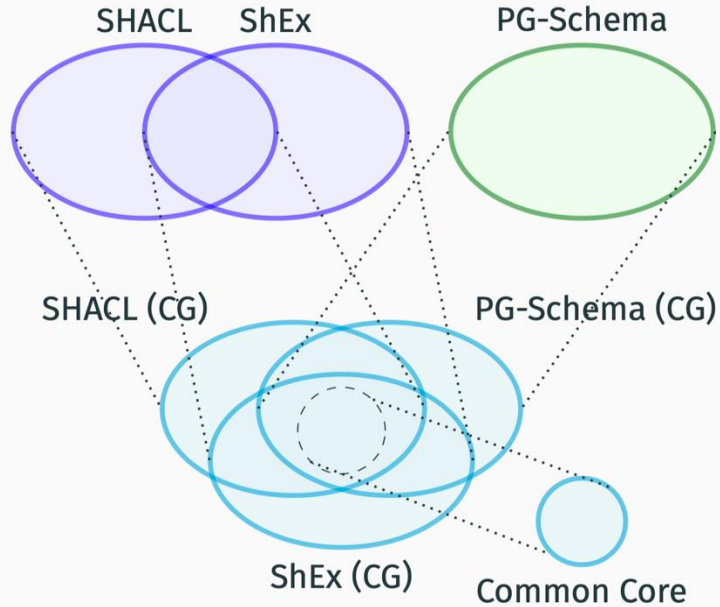 SHACL
ShEx
PG-Schema
SHACL (CG)
PG-Schema (CG)
ShEx (CG)
Common Core